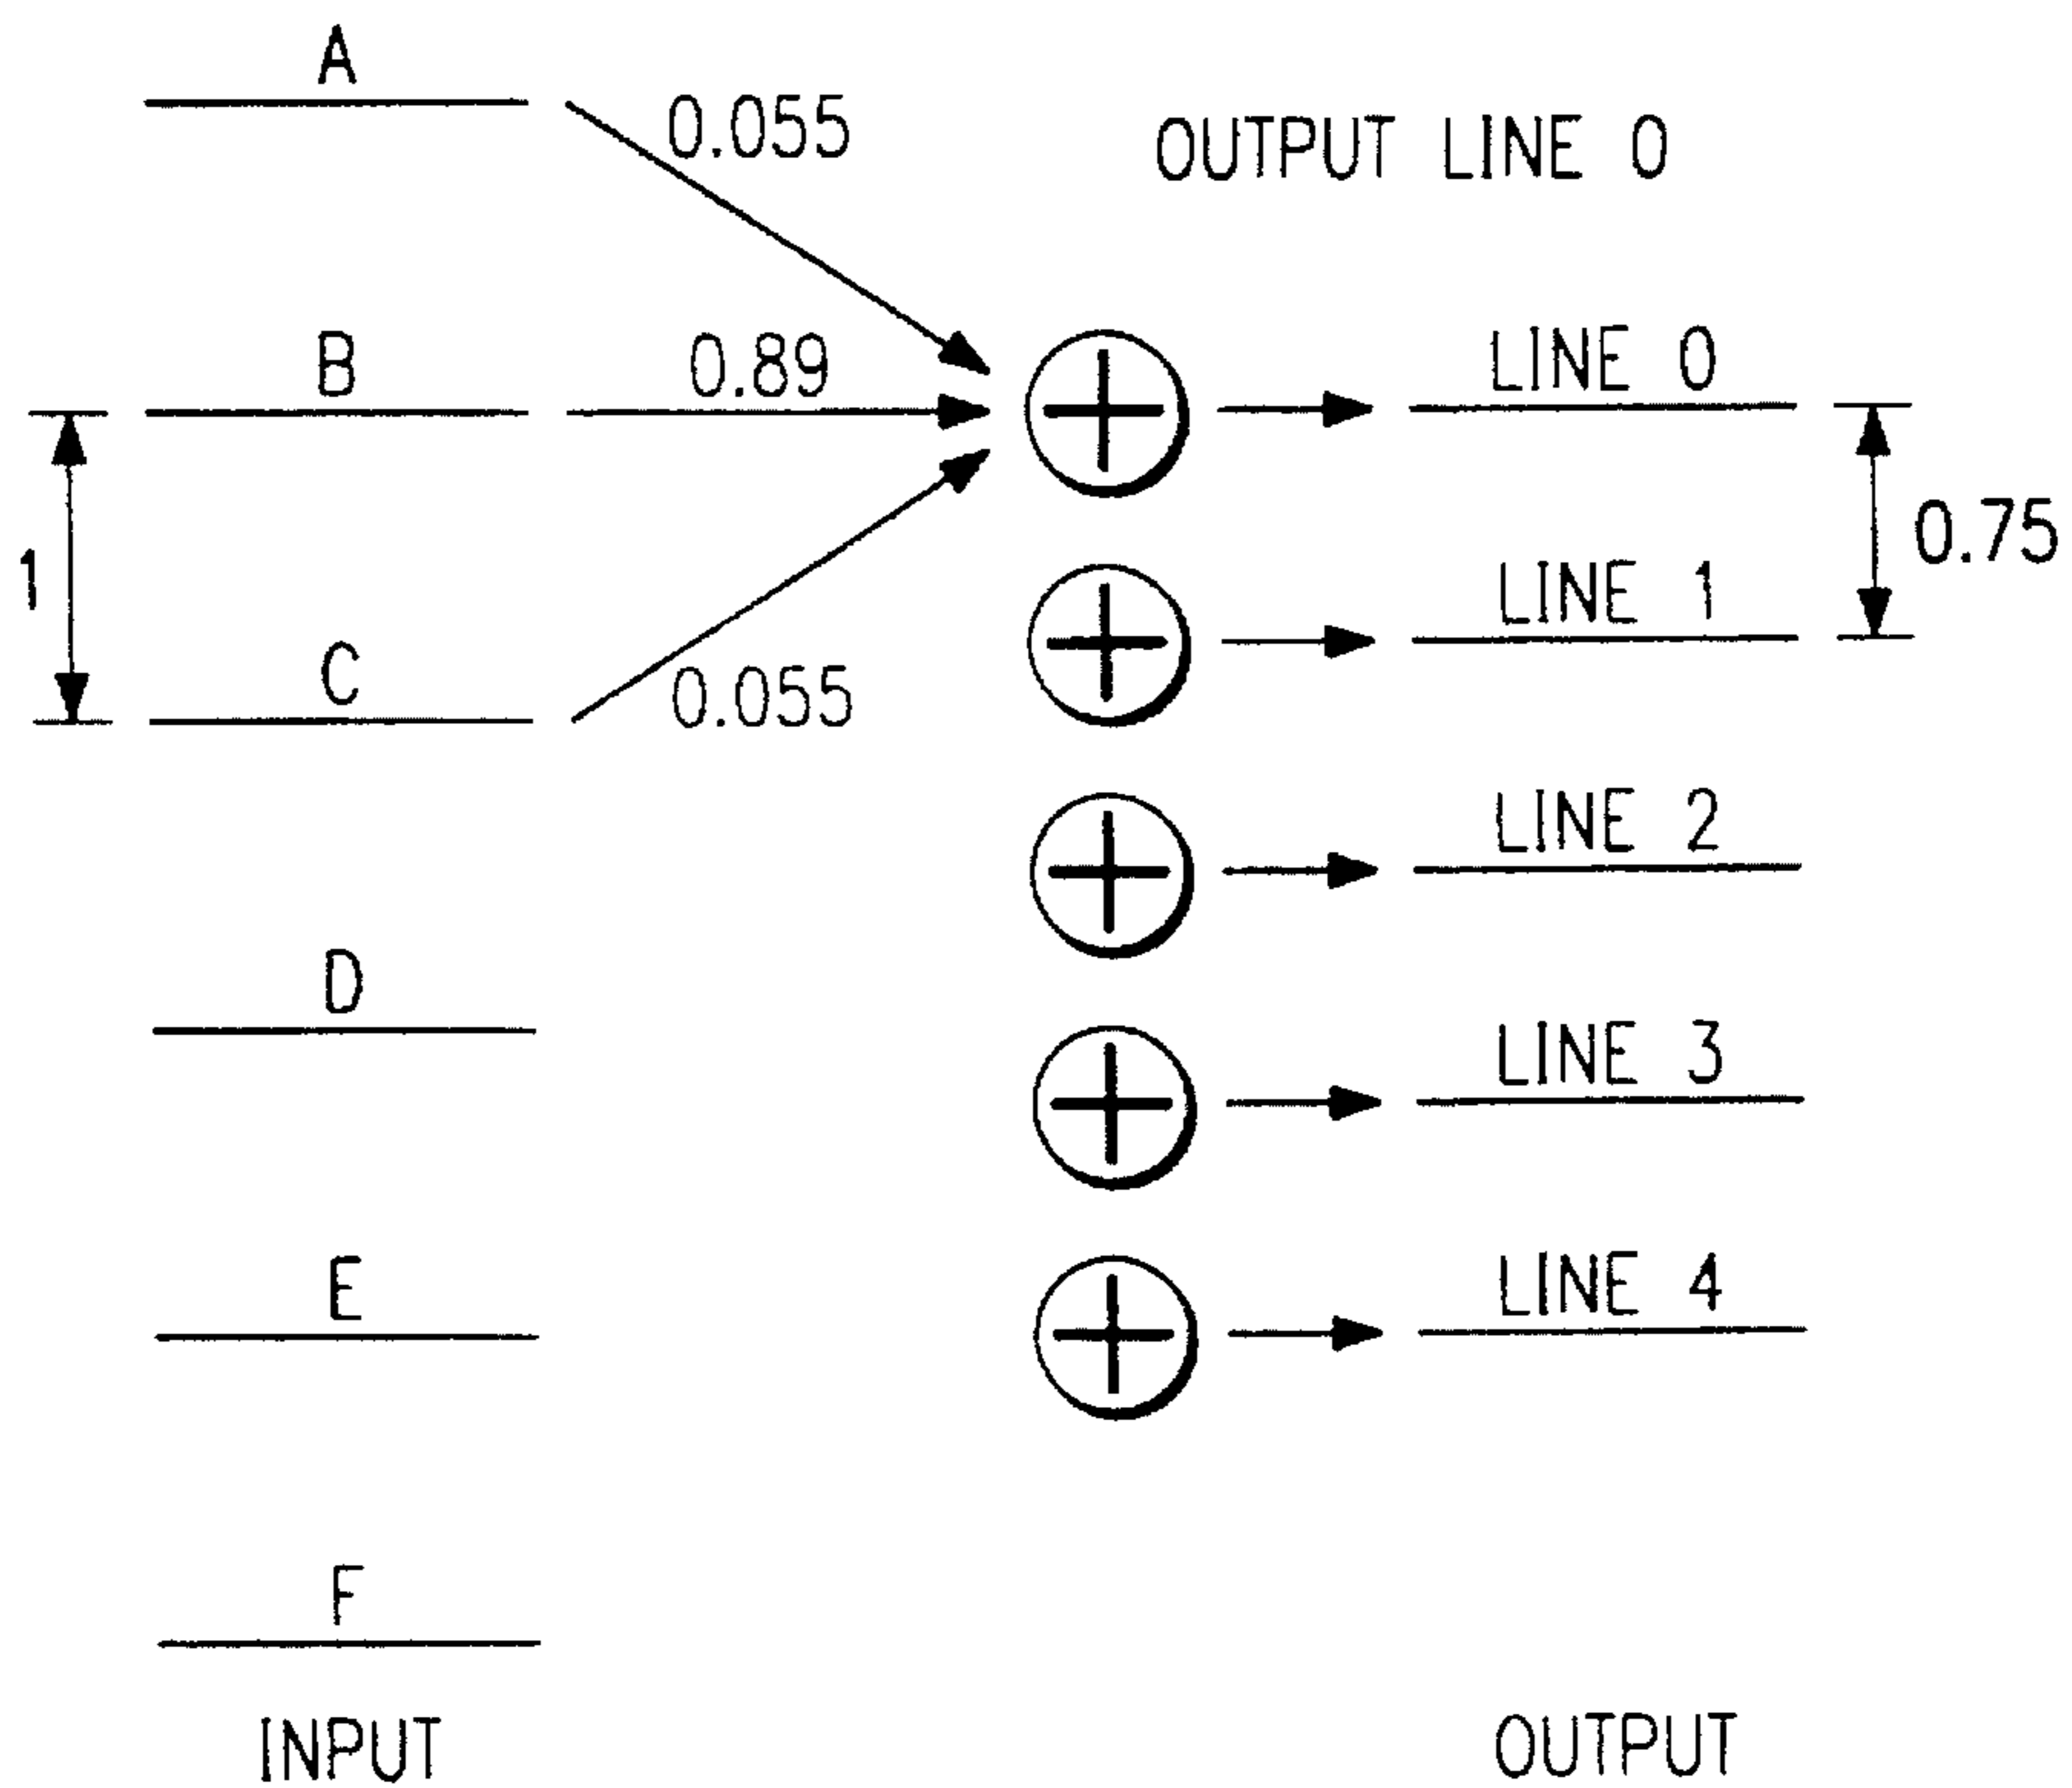 A
0.055
OUTPUT LINE 0
B
0.89
LINE 0
1
0.75
LINE 1
C
0.055
LINE 2
D
LINE 3
E
LINE 4
F
INPUT
OUTPUT